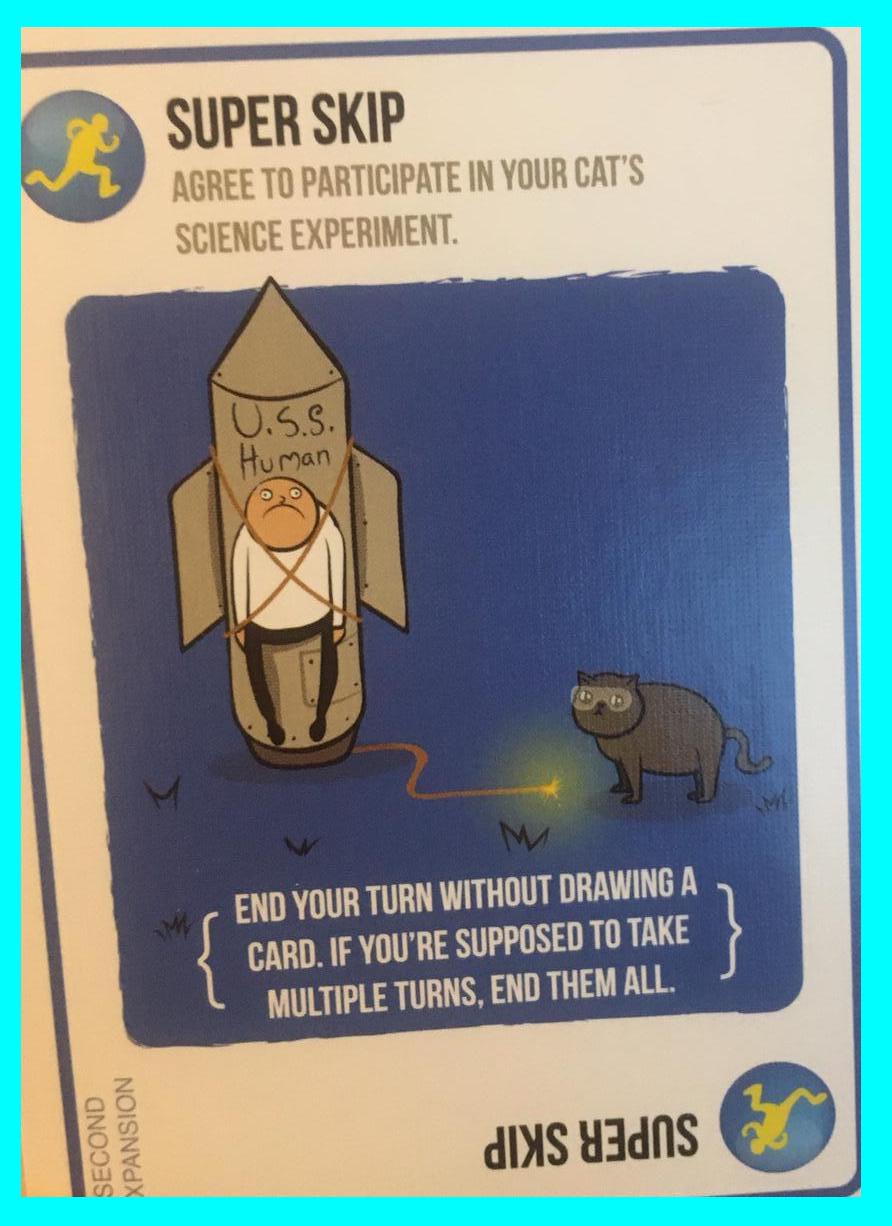 SUPER SKIP
AGREE TO PARTICIPATE IN YOUR CAT'S
SCIENCE EXPERIMENT.
U.S.S.
Human
END YOUR TURN WITHOUT DRAWING A
CARD. IF YOU'RE SUPPOSED TO TAKE
MULTIPLE TURNS, END THEM ALL.
SECOND
XPANSION
SUPER SKIP